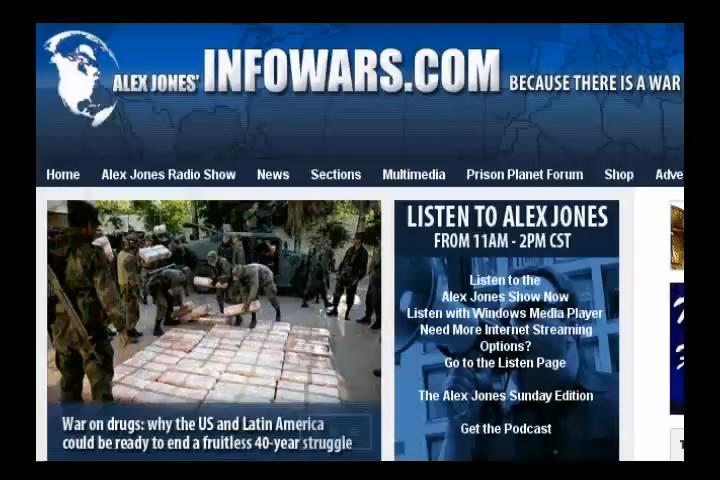 ALEX JONES' INFOWARS.COM BECAUSE THERE IS A WAR
Home Alex Jones Radio Show News Sections Multimedia Prison Planet Forum Shop Adve
LISTEN TO ALEX JONES
FROM 11AM - 2PM CST
Listen to the
Alex Jones Show Now
Listen with Windows Media Player
Need More Internet Streaming
Options?
Go to the Listen Page
The Alex Jones Sunday Edition
Get the Podcast
War on drugs: why the US and Latin America
could be ready to end a fruitless 40-year struggle